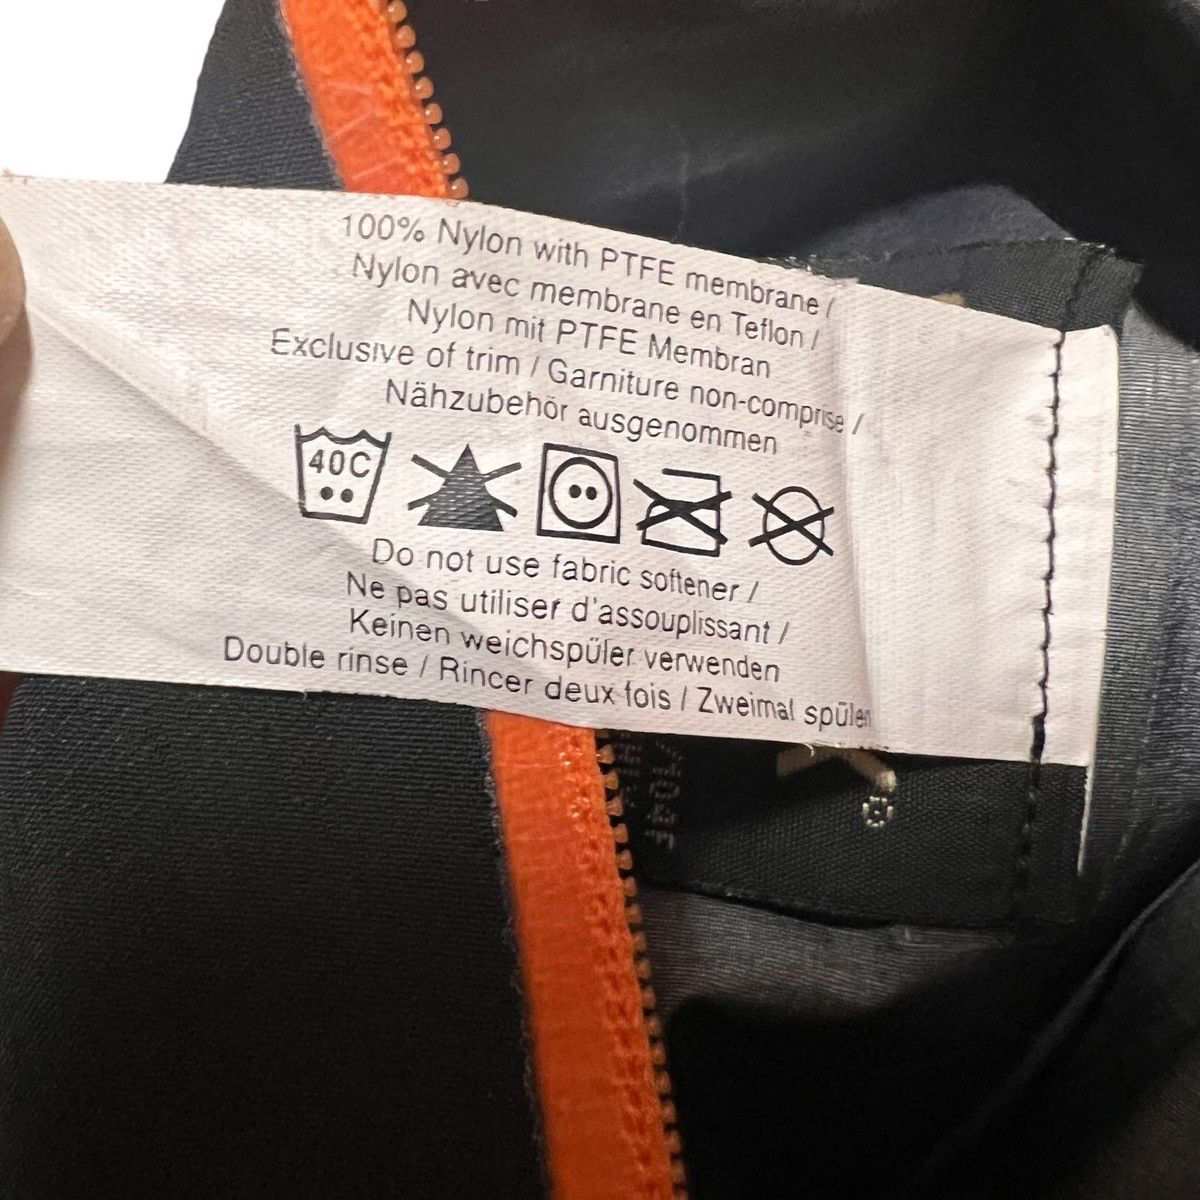 100% Nylon with PTFE membrane /
Nylon avec membrane en Teflon /
Nylon mit PTFE Membran
Exclusive of trim / Garniture non-comprise /
Nähzubehör ausgenommen
40C
Do not use fabric softener /
Ne pas utiliser d'assouplissant /
Keinen weichspüler verwenden
Double rinse / Rincer deux fois / Zweimal spülen